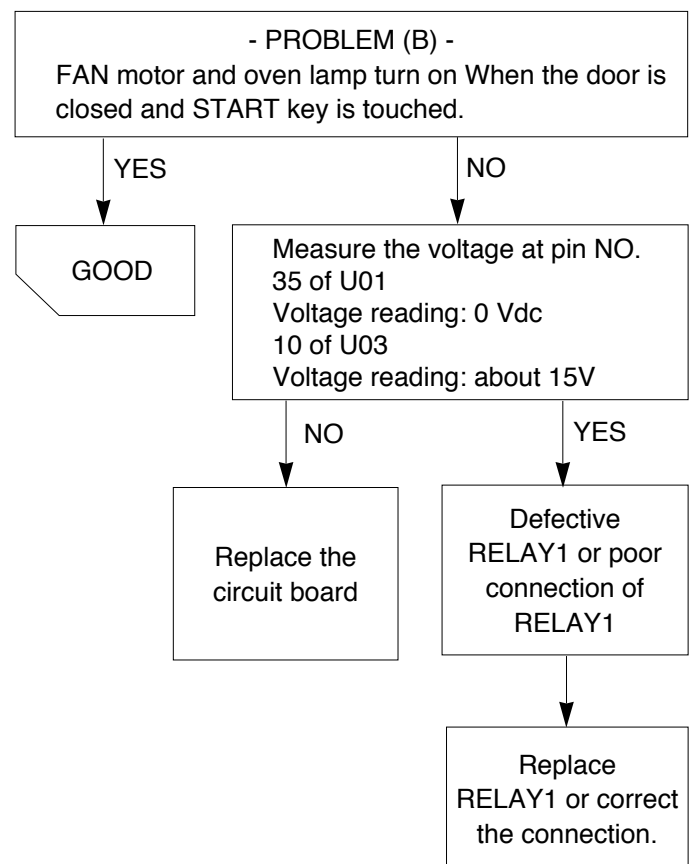 - PROBLEM (B) -
FAN motor and oven lamp turn on When the door is
closed and START key is touched.
YES
NO
GOOD
Measure the voltage at pin NO.
35 of U01
Voltage reading: 0 Vdc
10 of U03
Voltage reading: about 15V
NO
YES
Replace the
circuit board
Defective
RELAY1 or poor
connection of
RELAY1
Replace
RELAY1 or correct
the connection.